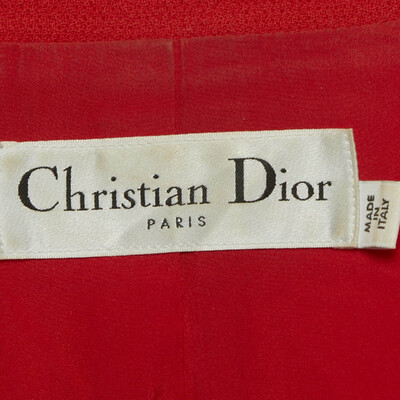 Christian Dior
PARIS
MADE
IN
ITALY